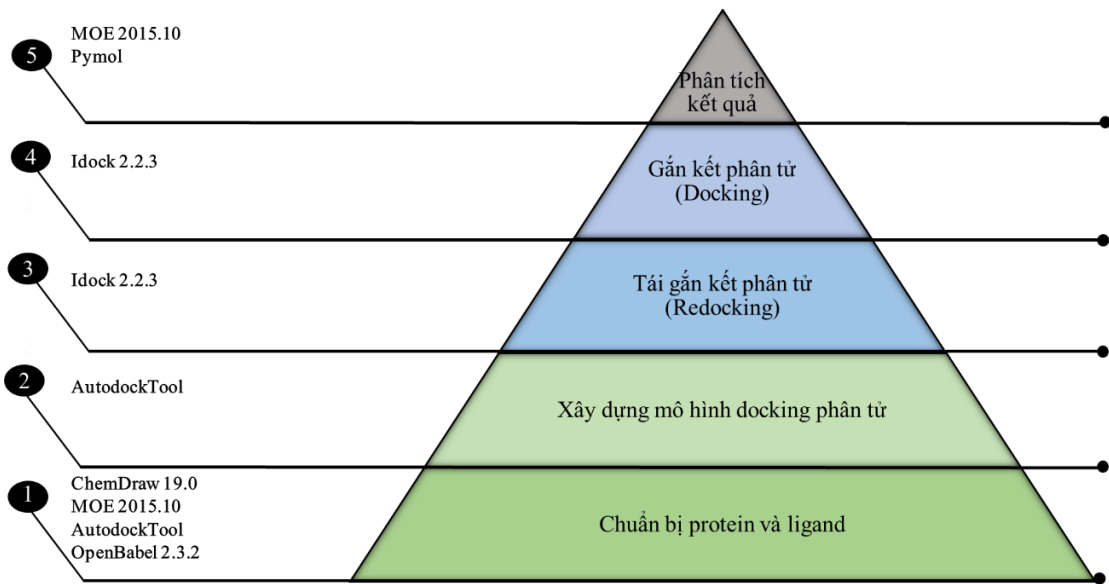 5
MOE 2015.10
Pymol
Phân tích
kết quả
4
Idock 2.2.3
Gắn kết phân tử
(Docking)
3
Idock 2.2.3
Tái gắn kết phân tử
(Redocking)
2
AutodockTool
Xây dựng mô hình docking phân tử
1
ChemDraw 19.0
MOE 2015.10
AutodockTool
OpenBabel 2.3.2
Chuẩn bị protein và ligand